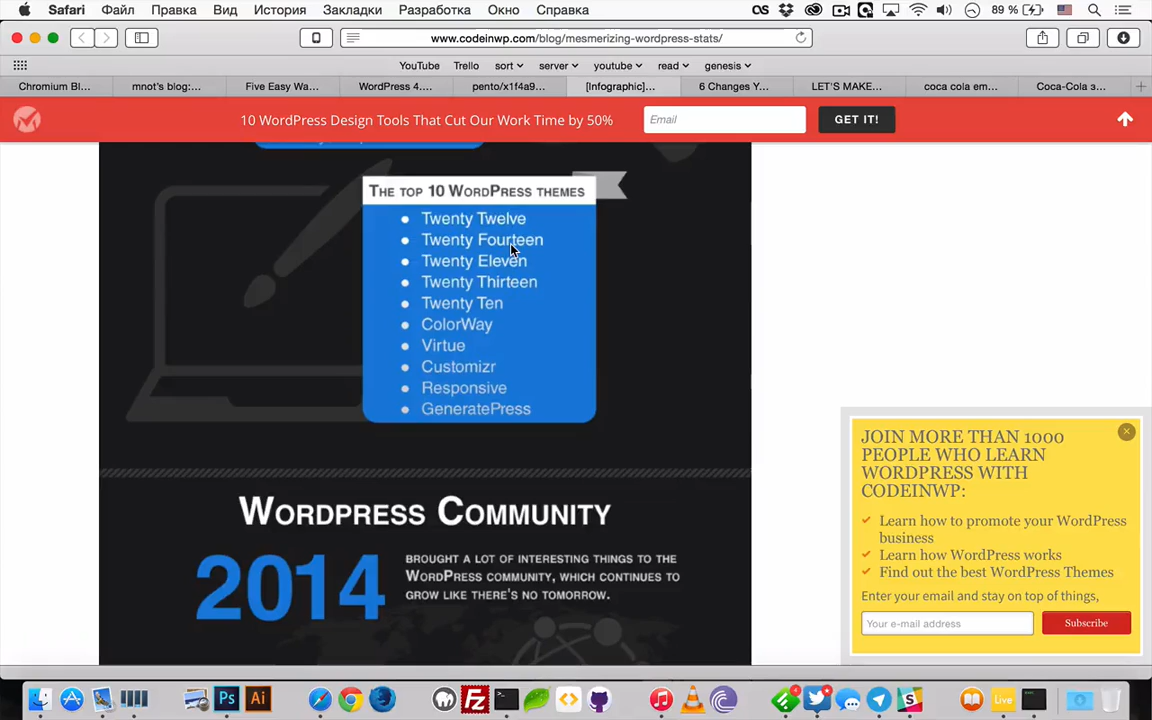 Safari Файл Правка Вид История Закладки Разработка Окно Справка 89 %
www.codeinwp.com/blog/mesmerizing-wordpress-stats/
YouTube Trello sort server youtube read genesis
Chromium Bl... mnot's blog:... Five Easy Wa... WordPress 4.... pento/x1f4a9... [Infographic]... 6 Changes Y... LET'S MAKE... coca cola em... Coca-Cola з...
10 WordPress Design Tools That Cut Our Work Time by 50% Email GET IT!
The top 10 WordPress themes
Twenty Twelve
Twenty Fourteen
Twenty Eleven
Twenty Thirteen
Twenty Ten
ColorWay
Virtue
Customizr
Responsive
GeneratePress
WordPress Community
2014
brought a lot of interesting things to the
WordPress community, which continues to
grow like there's no tomorrow.
JOIN MORE THAN 1000
PEOPLE WHO LEARN
WORDPRESS WITH
CODEINWP:
Learn how to promote your WordPress
business
Learn how WordPress works
Find out the best WordPress Themes
Enter your email and stay on top of things,
Your e-mail address Subscribe
Ps Ai Fz Live